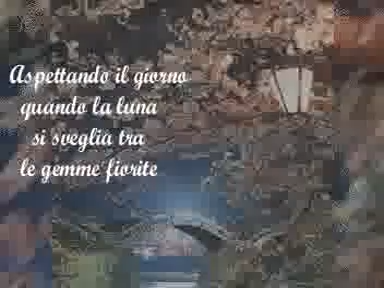 Aspettando il giorno
quando la luna
si sveglia tra
le gemme fiorite